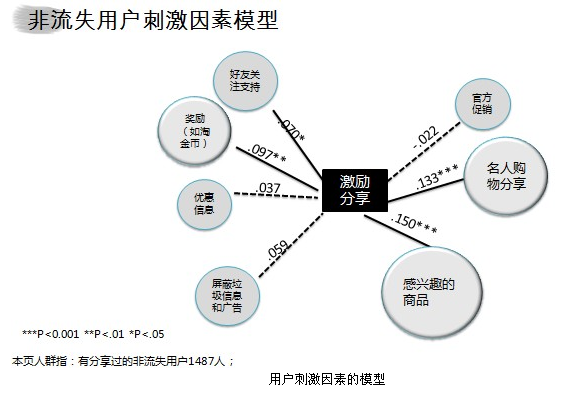 非流失用户刺激因素模型
好友关
注支持
官方
促销
奖励
（如淘
金币）
.070*
-.022
.097**
名人购
物分享
.133***
激励
分享
优惠
信息
.037
.150***
.059
感兴趣的
商品
屏蔽垃
圾信息
和广告
***P<0.001 **P<.01 *P<.05
本页人群指：有分享过的非流失用户1487人；
用户刺激因素的模型